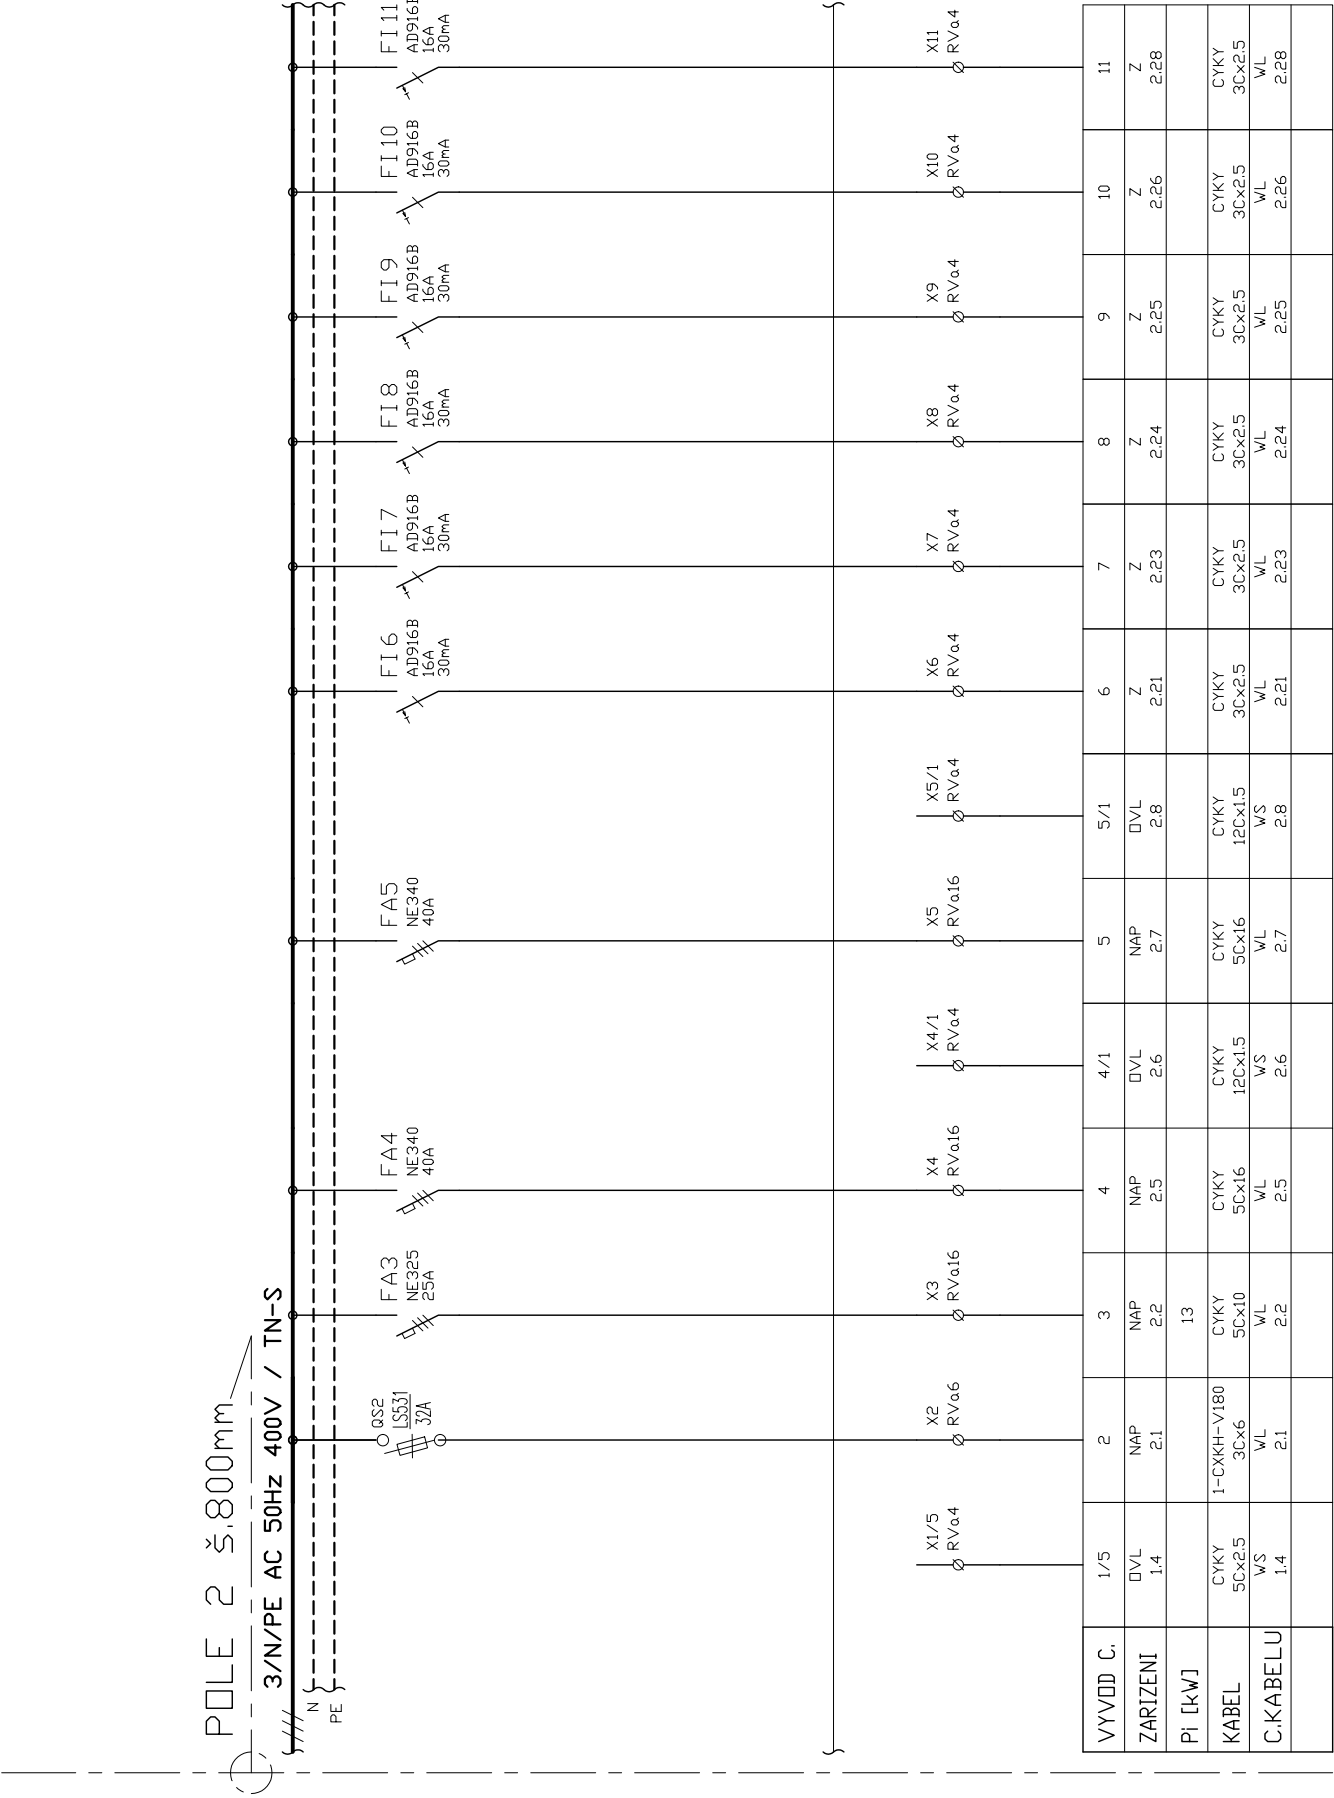 POLE 2 š.800mm
3/N/PE AC 50Hz 400V / TN-S
N
PE
QS2
LS531
32A
FA3
NE325
25A
FA4
NE340
40A
FA5
NE340
40A
FI6
AD916B
16A
30mA
FI7
AD916B
16A
30mA
FI8
AD916B
16A
30mA
FI9
AD916B
16A
30mA
FI10
AD916B
16A
30mA
FI11
AD916B
16A
30mA
X1/5
RVa4
X2
RVa6
X3
RVa16
X4
RVa16
X4/1
RVa4
X5
RVa16
X5/1
RVa4
X6
RVa4
X7
RVa4
X8
RVa4
X9
RVa4
X10
RVa4
X11
RVa4
VYVOD C. 1/5 2 3 4 4/1 5 5/1 6 7 8 9 10 11
ZARIZENI OVL NAP NAP NAP OVL NAP OVL Z Z Z Z Z Z
1.4 2.1 2.2 2.5 2.6 2.7 2.8 2.21 2.23 2.24 2.25 2.26 2.28
Pi [kW] 13
KABEL CYKY 1-CXKH-V180 CYKY CYKY CYKY CYKY CYKY CYKY CYKY CYKY CYKY CYKY CYKY
5Cx2.5 3Cx6 5Cx10 5Cx16 12Cx1.5 5Cx16 12Cx1.5 3Cx2.5 3Cx2.5 3Cx2.5 3Cx2.5 3Cx2.5 3Cx2.5
C.KABELU WS WL WL WL WS WL WS WL WL WL WL WL WL
1.4 2.1 2.2 2.5 2.6 2.7 2.8 2.21 2.23 2.24 2.25 2.26 2.28